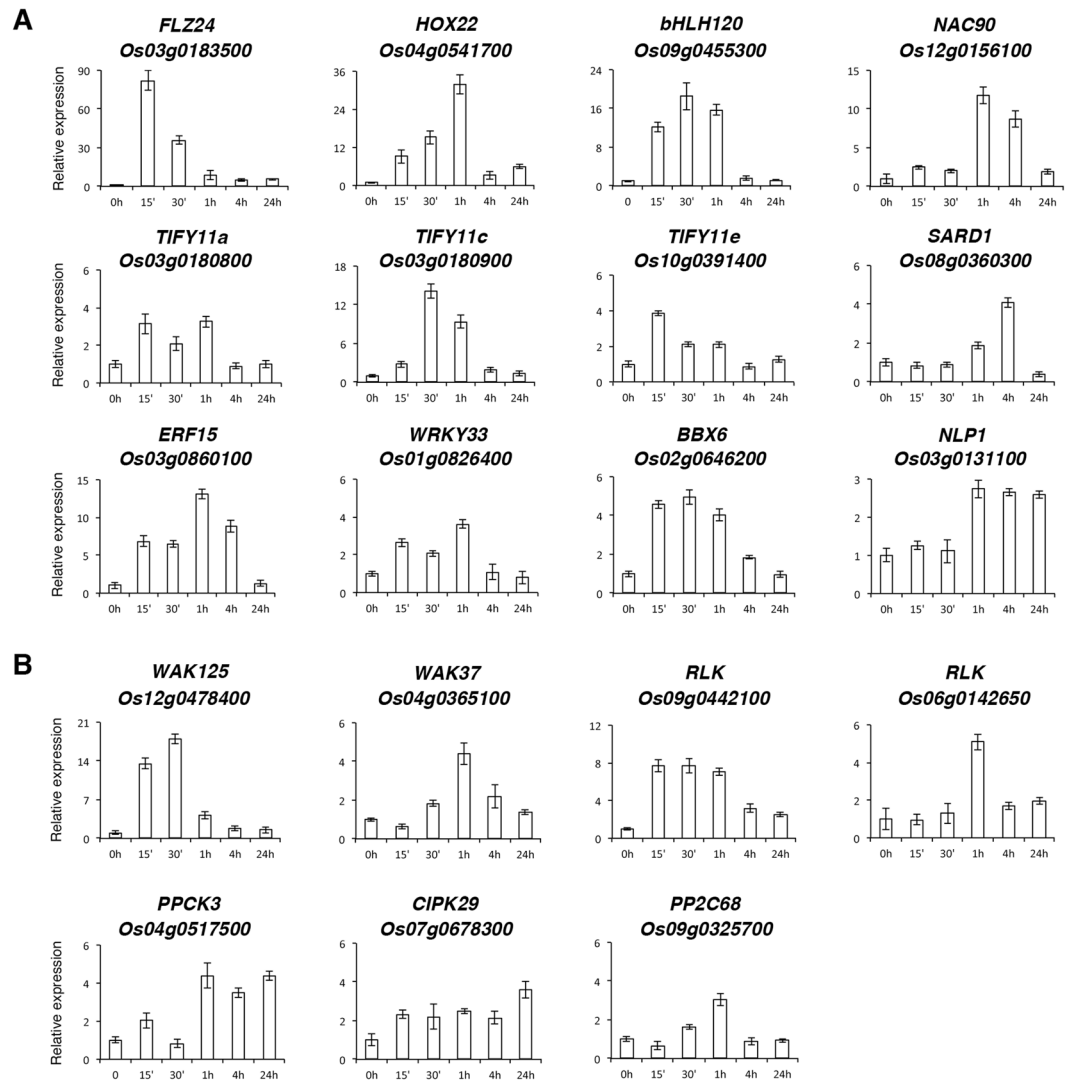 A
FLZ24 HOX22 bHLH120 NAC90
Os03g0183500 Os04g0541700 Os09g0455300 Os12g0156100
Relative expression
90 60 30 0
36 24 12 0
24 16 8 0
15 10 5 0
0h 15' 30' 1h 4h 24h
0h 15' 30' 1h 4h 24h
0 15' 30' 1h 4h 24h
0h 15' 30' 1h 4h 24h
TIFY11a TIFY11c TIFY11e SARD1
Os03g0180800 Os03g0180900 Os10g0391400 Os08g0360300
Relative expression
6 4 2 0
18 12 6 0
6 4 2 0
6 4 2 0
0h 15' 30' 1h 4h 24h
0h 15' 30' 1h 4h 24h
0h 15' 30' 1h 4h 24h
0h 15' 30' 1h 4h 24h
ERF15 WRKY33 BBX6 NLP1
Os03g0860100 Os01g0826400 Os02g0646200 Os03g0131100
Relative expression
15 10 5 0
6 4 2 0
6 4 2 0
3 2 1 0
0h 15' 30' 1h 4h 24h
0h 15' 30' 1h 4h 24h
0h 15' 30' 1h 4h 24h
0h 15' 30' 1h 4h 24h
B
WAK125 WAK37 RLK RLK
Os12g0478400 Os04g0365100 Os09g0442100 Os06g0142650
Relative expression
21 14 7 0
6 4 2 0
12 8 4 0
6 4 2 0
0h 15' 30' 1h 4h 24h
0h 15' 30' 1h 4h 24h
0h 15' 30' 1h 4h 24h
0h 15' 30' 1h 4h 24h
PPCK3 CIPK29 PP2C68
Os04g0517500 Os07g0678300 Os09g0325700
Relative expression
6 4 2 0
6 4 2 0
6 4 2 0
0 15' 30' 1h 4h 24h
0h 15' 30' 1h 4h 24h
0h 15' 30' 1h 4h 24h